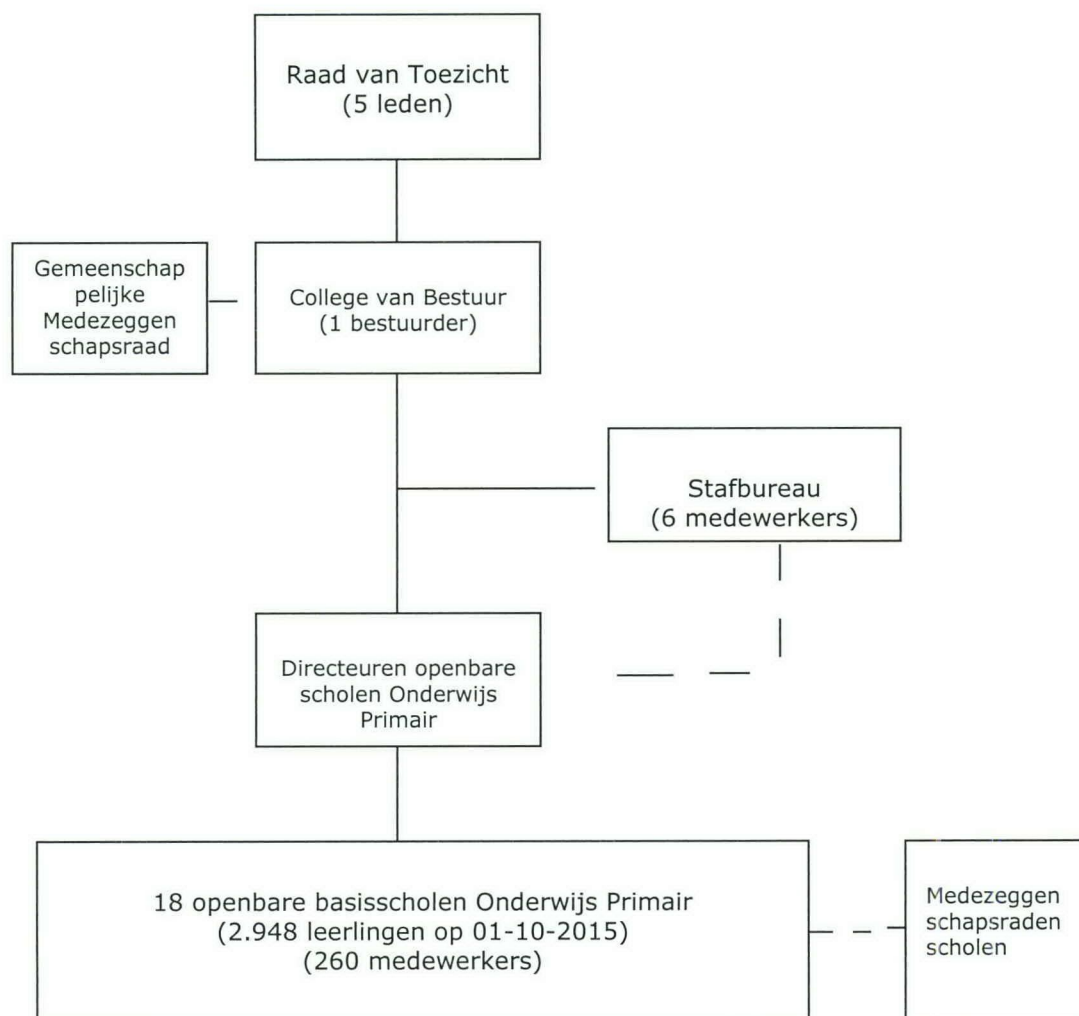 Raad van Toezicht
(5 leden)
Gemeenschap
pelijke
Medezeggen
schapsraad
College van Bestuur
(1 bestuurder)
Stafbureau
(6 medewerkers)
Directeuren openbare
scholen Onderwijs
Primair
18 openbare basisscholen Onderwijs Primair
(2.948 leerlingen op 01-10-2015)
(260 medewerkers)
Medezeggen
schapsraden
scholen